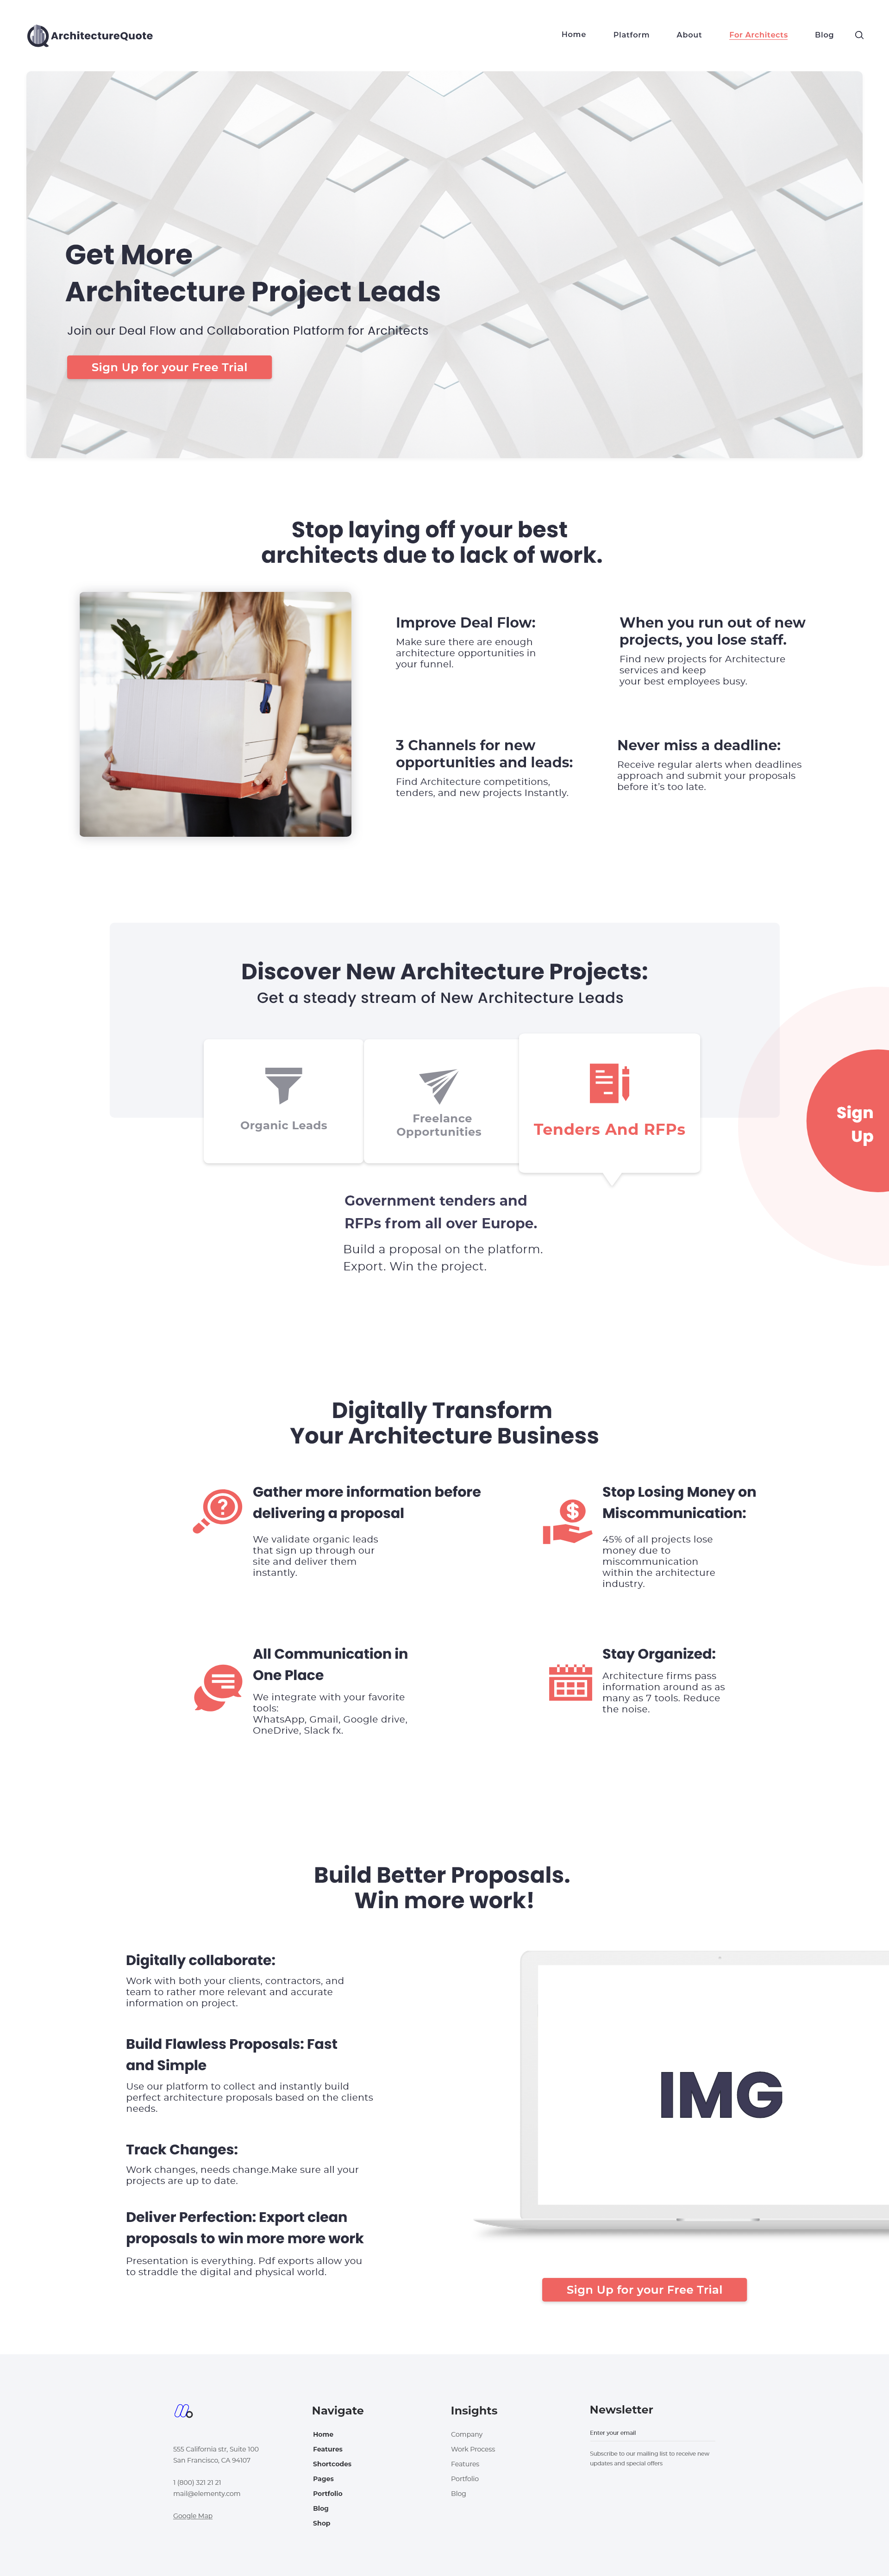 ArchitectureQuote
Home
Platform
About
For Architects
Blog
Get More
Architecture Project Leads
Join our Deal Flow and Collaboration Platform for Architects
Sign Up for your Free Trial
Stop laying off your best
architects due to lack of work.
Improve Deal Flow:
Make sure there are enough
architecture opportunities in
your funnel.
When you run out of new
projects, you lose staff.
Find new projects for Architecture
services and keep
your best employees busy.
3 Channels for new
opportunities and leads:
Find Architecture competitions,
tenders, and new projects Instantly.
Never miss a deadline:
Receive regular alerts when deadlines
approach and submit your proposals
before it's too late.
Discover New Architecture Projects:
Get a steady stream of New Architecture Leads
Organic Leads
Freelance
Opportunities
Tenders And RFPs
Sign
Up
Government tenders and
RFPs from all over Europe.
Build a proposal on the platform.
Export. Win the project.
Digitally Transform
Your Architecture Business
Gather more information before
delivering a proposal
We validate organic leads
that sign up through our
site and deliver them
instantly.
Stop Losing Money on
Miscommunication:
45% of all projects lose
money due to
miscommunication
within the architecture
industry.
All Communication in
One Place
We integrate with your favorite
tools:
WhatsApp, Gmail, Google drive,
OneDrive, Slack fx.
Stay Organized:
Architecture firms pass
information around as as
many as 7 tools. Reduce
the noise.
Build Better Proposals.
Win more work!
Digitally collaborate:
Work with both your clients, contractors, and
team to rather more relevant and accurate
information on project.
Build Flawless Proposals: Fast
and Simple
Use our platform to collect and instantly build
perfect architecture proposals based on the clients
needs.
Track Changes:
Work changes, needs change.Make sure all your
projects are up to date.
Deliver Perfection: Export clean
proposals to win more more work
Presentation is everything. Pdf exports allow you
to straddle the digital and physical world.
IMG
Sign Up for your Free Trial
555 California str, Suite 100
San Francisco, CA 94107
1 (800) 321 21 21
mail@elementy.com
Google Map
Navigate
Home
Features
Shortcodes
Pages
Portfolio
Blog
Shop
Insights
Company
Work Process
Features
Portfolio
Blog
Newsletter
Enter your email
Subscribe to our mailing list to receive new
updates and special offers